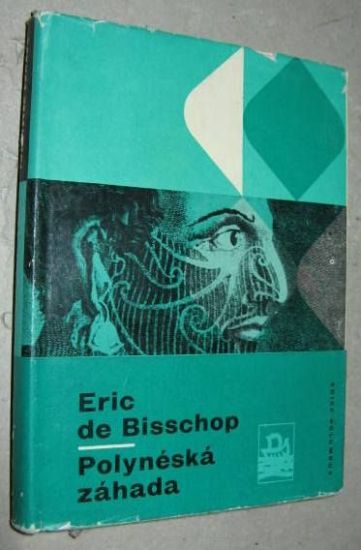 Eric
de Bisschop
Polynéská
záhada